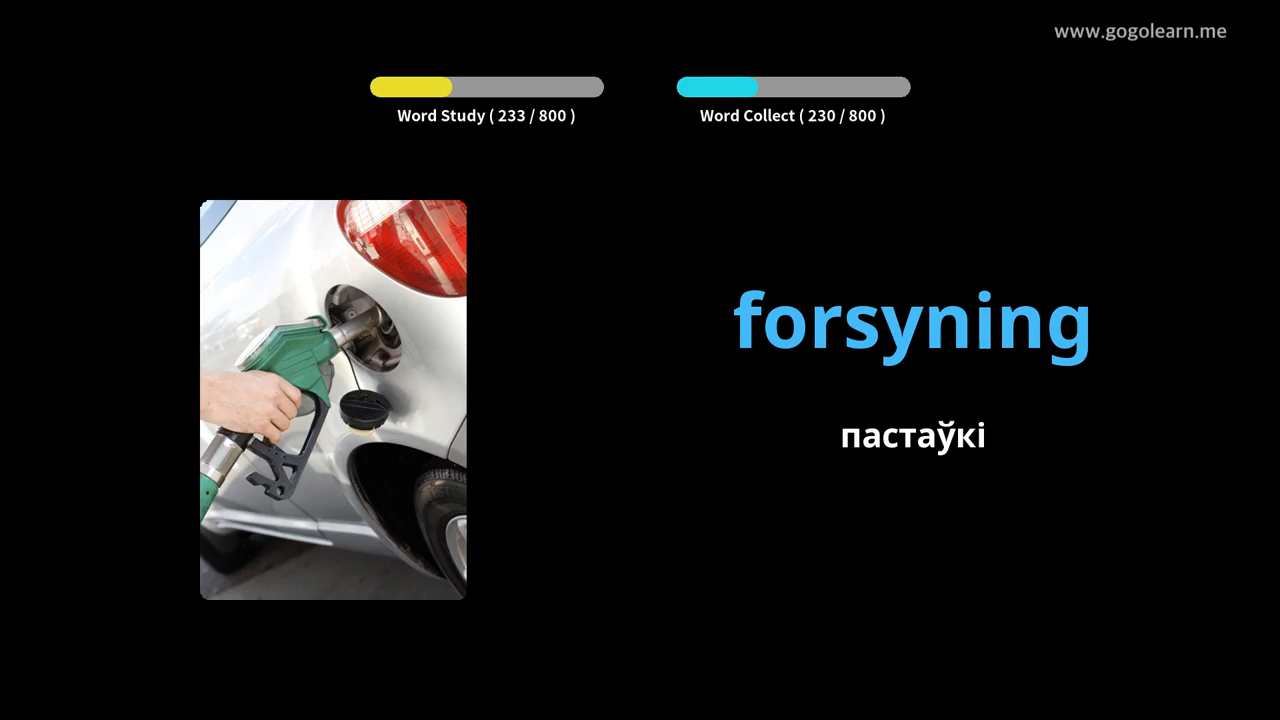 www.gogolearn.me
Word Study ( 233 / 800 )
Word Collect ( 230 / 800 )
forsyning
пастаўкі